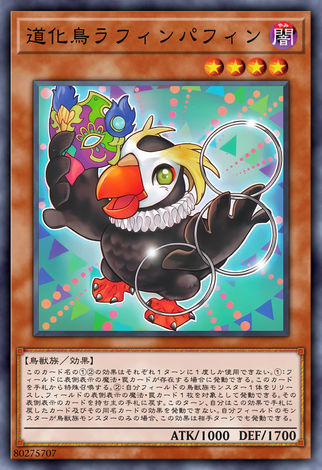 道化鳥ラフィンパフィン
闇
やみ
【鳥獣族／効果】
このカード名の①②の効果はそれぞれ１ターンに１度しか使用できない。①：フ
ィールドに表側表示の魔法・罠カードが存在する場合に発動できる。このカード
を手札から特殊召喚する。②：自分フィールドの鳥獣族モンスター１体をリリー
スし、フィールドの表側表示の魔法・罠カード１枚を対象として発動できる。その
表側表示のカードを持ち主の手札に戻す。このターン、自分はこの効果で手札に
戻したカード及びその同名カードの効果を発動できない。自分フィールドのモン
スターが鳥獣族モンスターのみの場合、この効果は相手ターンでも発動できる。
ATK/1000 DEF/1700
80275707